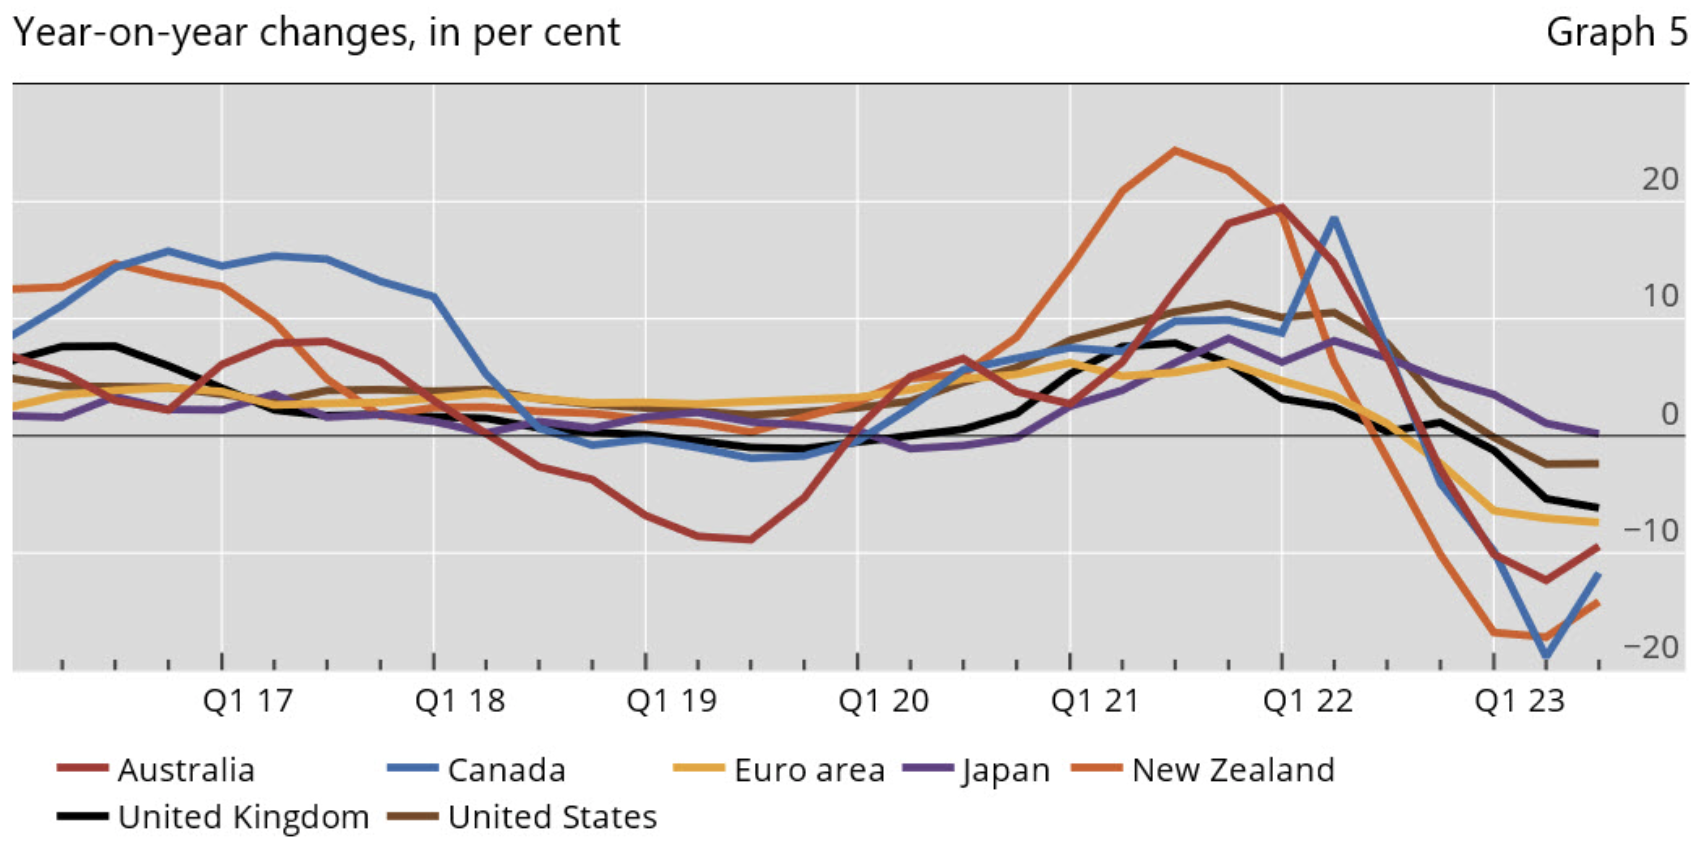 Year-on-year changes, in per cent Graph 5
20
10
0
−10
−20
Q1 17 Q1 18 Q1 19 Q1 20 Q1 21 Q1 22 Q1 23
Australia Canada Euro area Japan New Zealand
United Kingdom United States